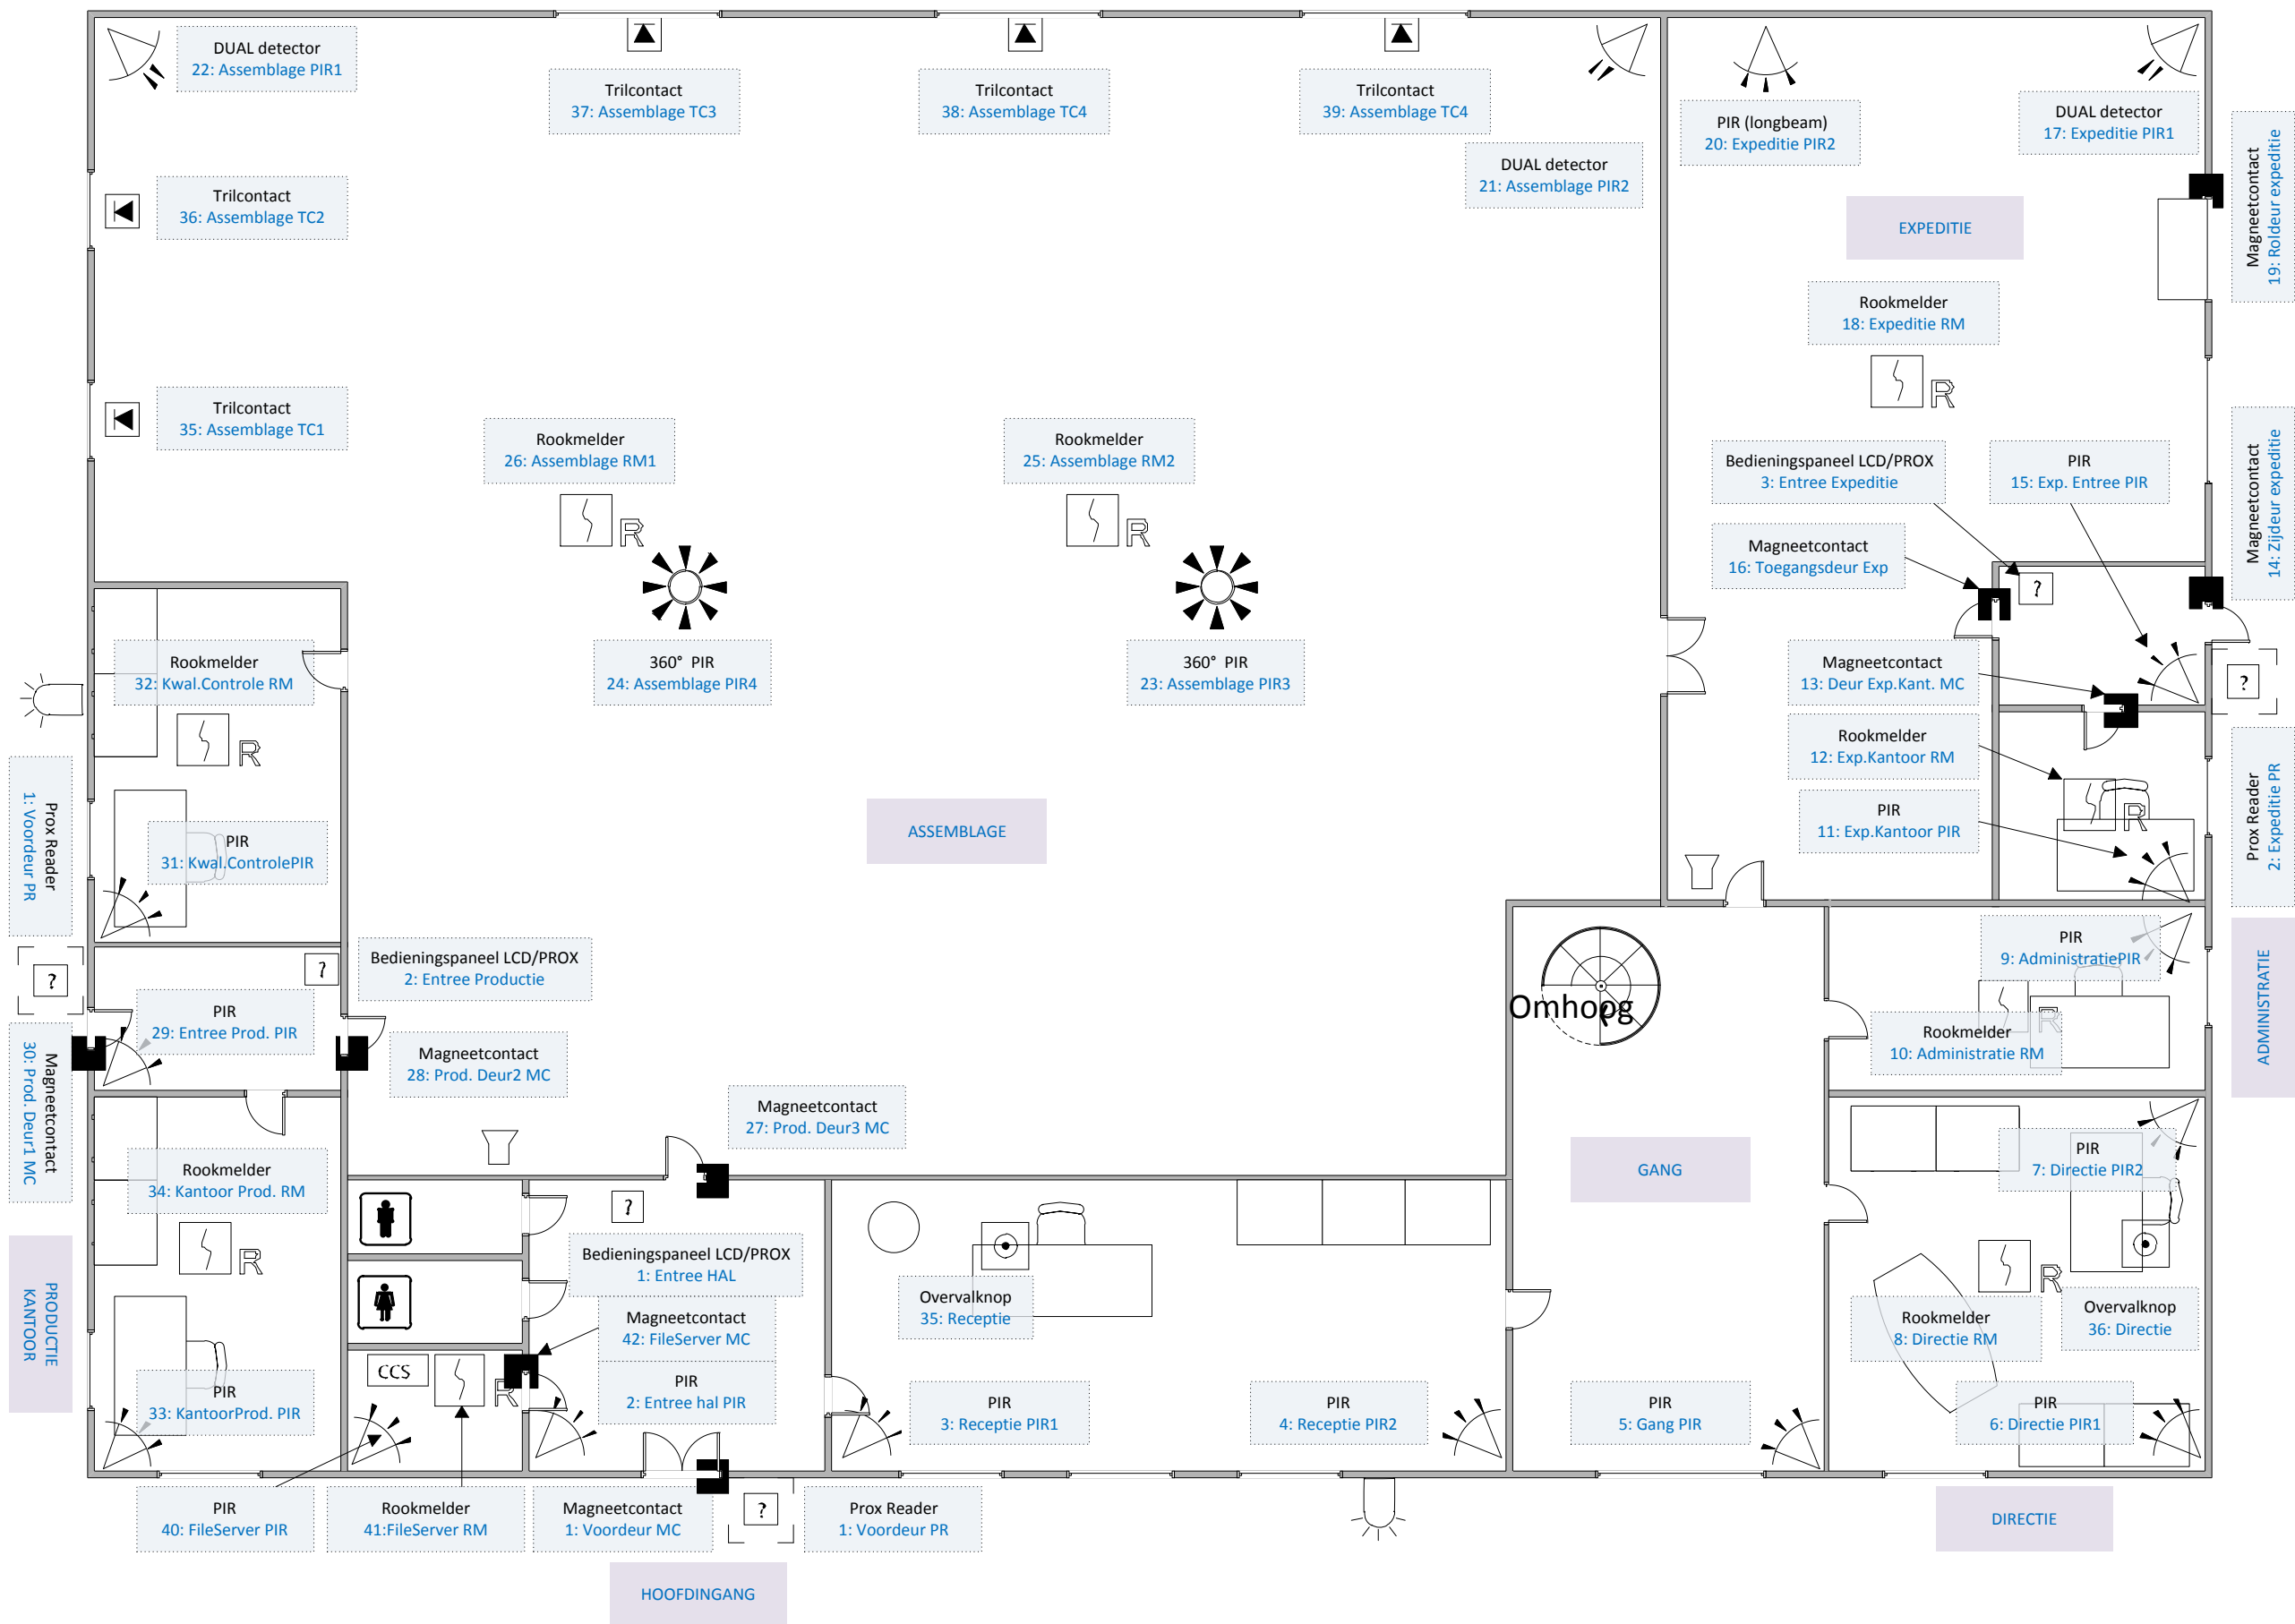 DUAL detector
22: Assemblage PIR1
Trilcontact
37: Assemblage TC3
Trilcontact
38: Assemblage TC4
Trilcontact
39: Assemblage TC4
DUAL detector
21: Assemblage PIR2
PIR (longbeam)
20: Expeditie PIR2
DUAL detector
17: Expeditie PIR1
Magneetcontact
19: Roldeur expeditie
Trilcontact
36: Assemblage TC2
EXPEDITIE
Rookmelder
18: Expeditie RM
R
Trilcontact
35: Assemblage TC1
Rookmelder
26: Assemblage RM1
R
Rookmelder
25: Assemblage RM2
R
Bedieningspaneel LCD/PROX
3: Entree Expeditie
PIR
15: Exp. Entree PIR
Magneetcontact
14: Zijdeur expeditie
Magneetcontact
16: Toegangsdeur Exp
?
360° PIR
24: Assemblage PIR4
360° PIR
23: Assemblage PIR3
Rookmelder
32: Kwal.Controle RM
R
Magneetcontact
13: Deur Exp.Kant. MC
?
Rookmelder
12: Exp.Kantoor RM
R
PIR
11: Exp.Kantoor PIR
Prox Reader
2: Expeditie PR
Prox Reader
1: Voordeur PR
PIR
31: Kwal.ControlePIR
ASSEMBLAGE
?
?
Bedieningspaneel LCD/PROX
2: Entree Productie
PIR
29: Entree Prod. PIR
Magneetcontact
28: Prod. Deur2 MC
Magneetcontact
30: Prod. Deur1 MC
Magneetcontact
27: Prod. Deur3 MC
Omhoog
PIR
9: AdministratiePIR
R
Rookmelder
10: Administratie RM
ADMINISTRATIE
GANG
PIR
7: Directie PIR2
Rookmelder
34: Kantoor Prod. RM
R
PRODUCTIE
KANTOOR
?
Bedieningspaneel LCD/PROX
1: Entree HAL
Magneetcontact
42: FileServer MC
PIR
2: Entree hal PIR
CCS
R
Overvalknop
35: Receptie
R
Rookmelder
8: Directie RM
Overvalknop
36: Directie
PIR
33: KantoorProd. PIR
PIR
3: Receptie PIR1
PIR
4: Receptie PIR2
PIR
5: Gang PIR
PIR
6: Directie PIR1
PIR
40: FileServer PIR
Rookmelder
41:FileServer RM
Magneetcontact
1: Voordeur MC
?
Prox Reader
1: Voordeur PR
DIRECTIE
HOOFDINGANG